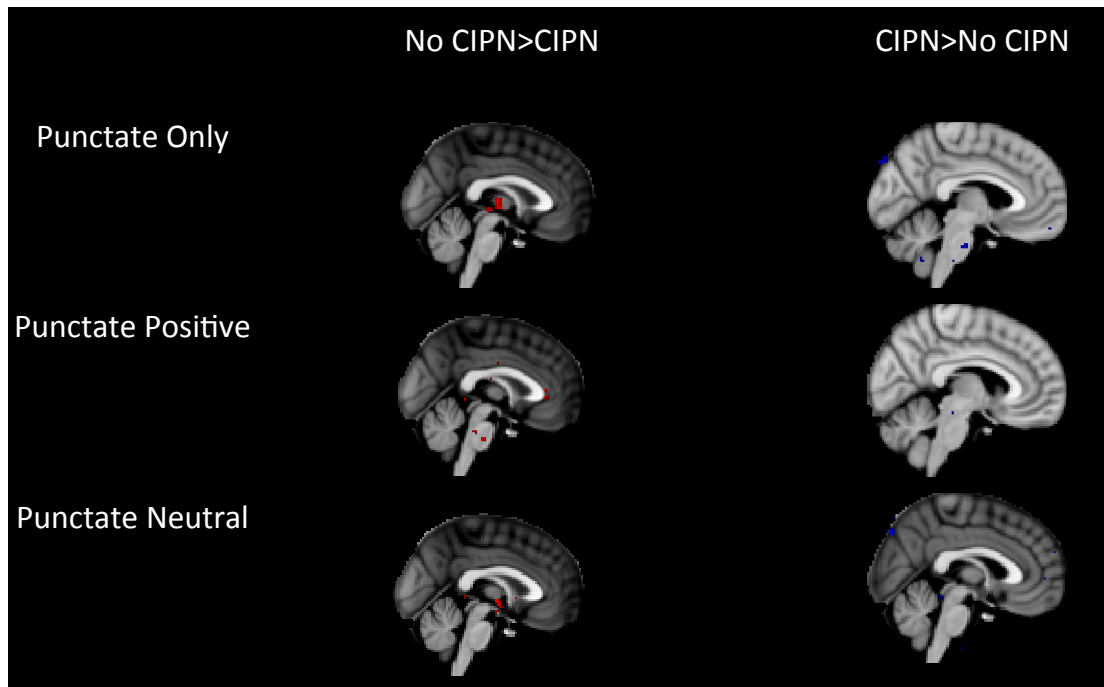 No CIPN>CIPN
CIPN>No CIPN
Punctate Only
Punctate Positive
Punctate Neutral